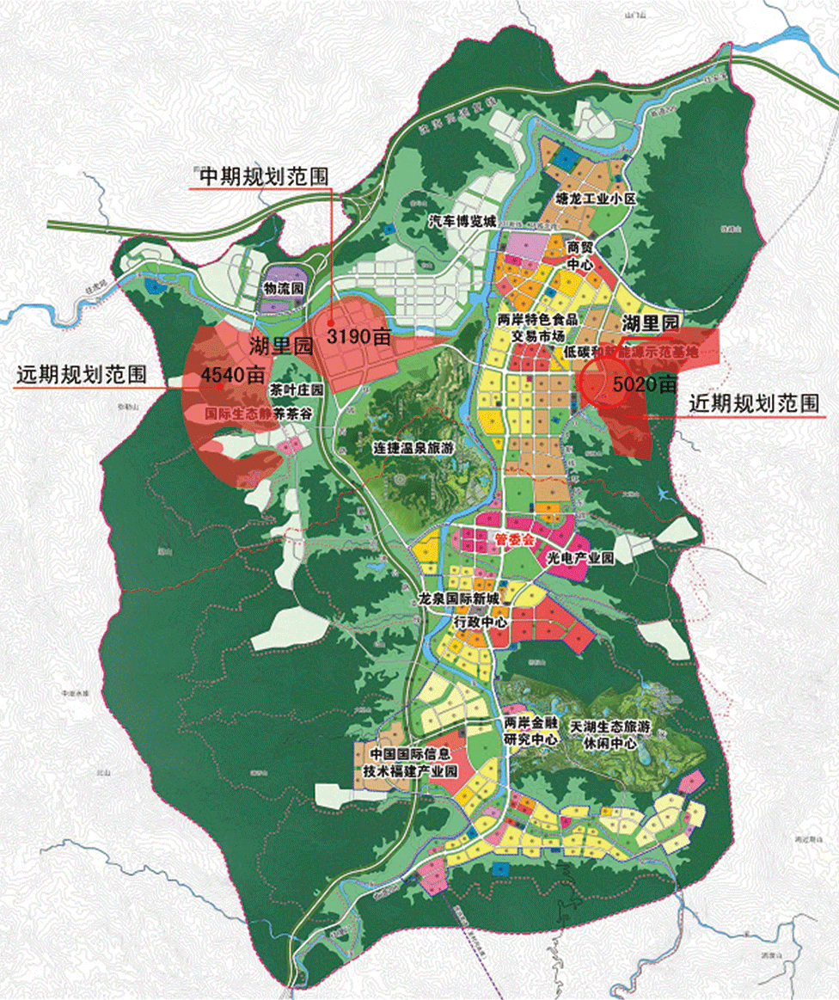 中期规划范围
汽车博览城
塘龙工业小区
商贸
中心
物流园
两岸特色食品
交易市场
湖里园
湖里园
3190亩
低碳和新能源示范基地
远期规划范围
4540亩
茶叶庄园
5020亩
近期规划范围
国际生态静养茶谷
连捷温泉旅游
管委会
光电产业园
龙泉国际新城
行政中心
两岸金融
研究中心
天湖生态旅游
休闲中心
中国国际信息
技术福建产业园